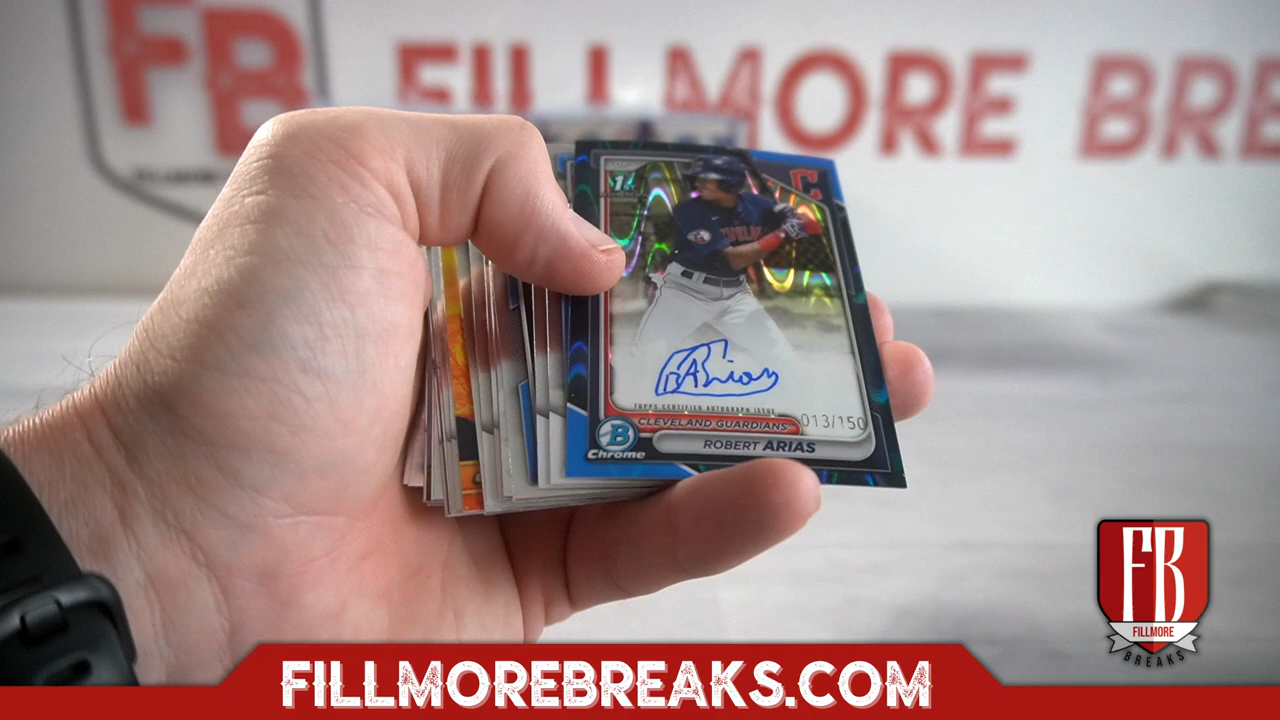 FB
FILLMORE BRE
1ST
C
RArias
TOPPS CERTIFIED AUTOGRAPH ISSUE
CLEVELAND GUARDIANS
013/150
B
Chrome
ROBERT ARIAS
FB
FILLMORE
BREAKS
FILLMOREBREAKS.COM